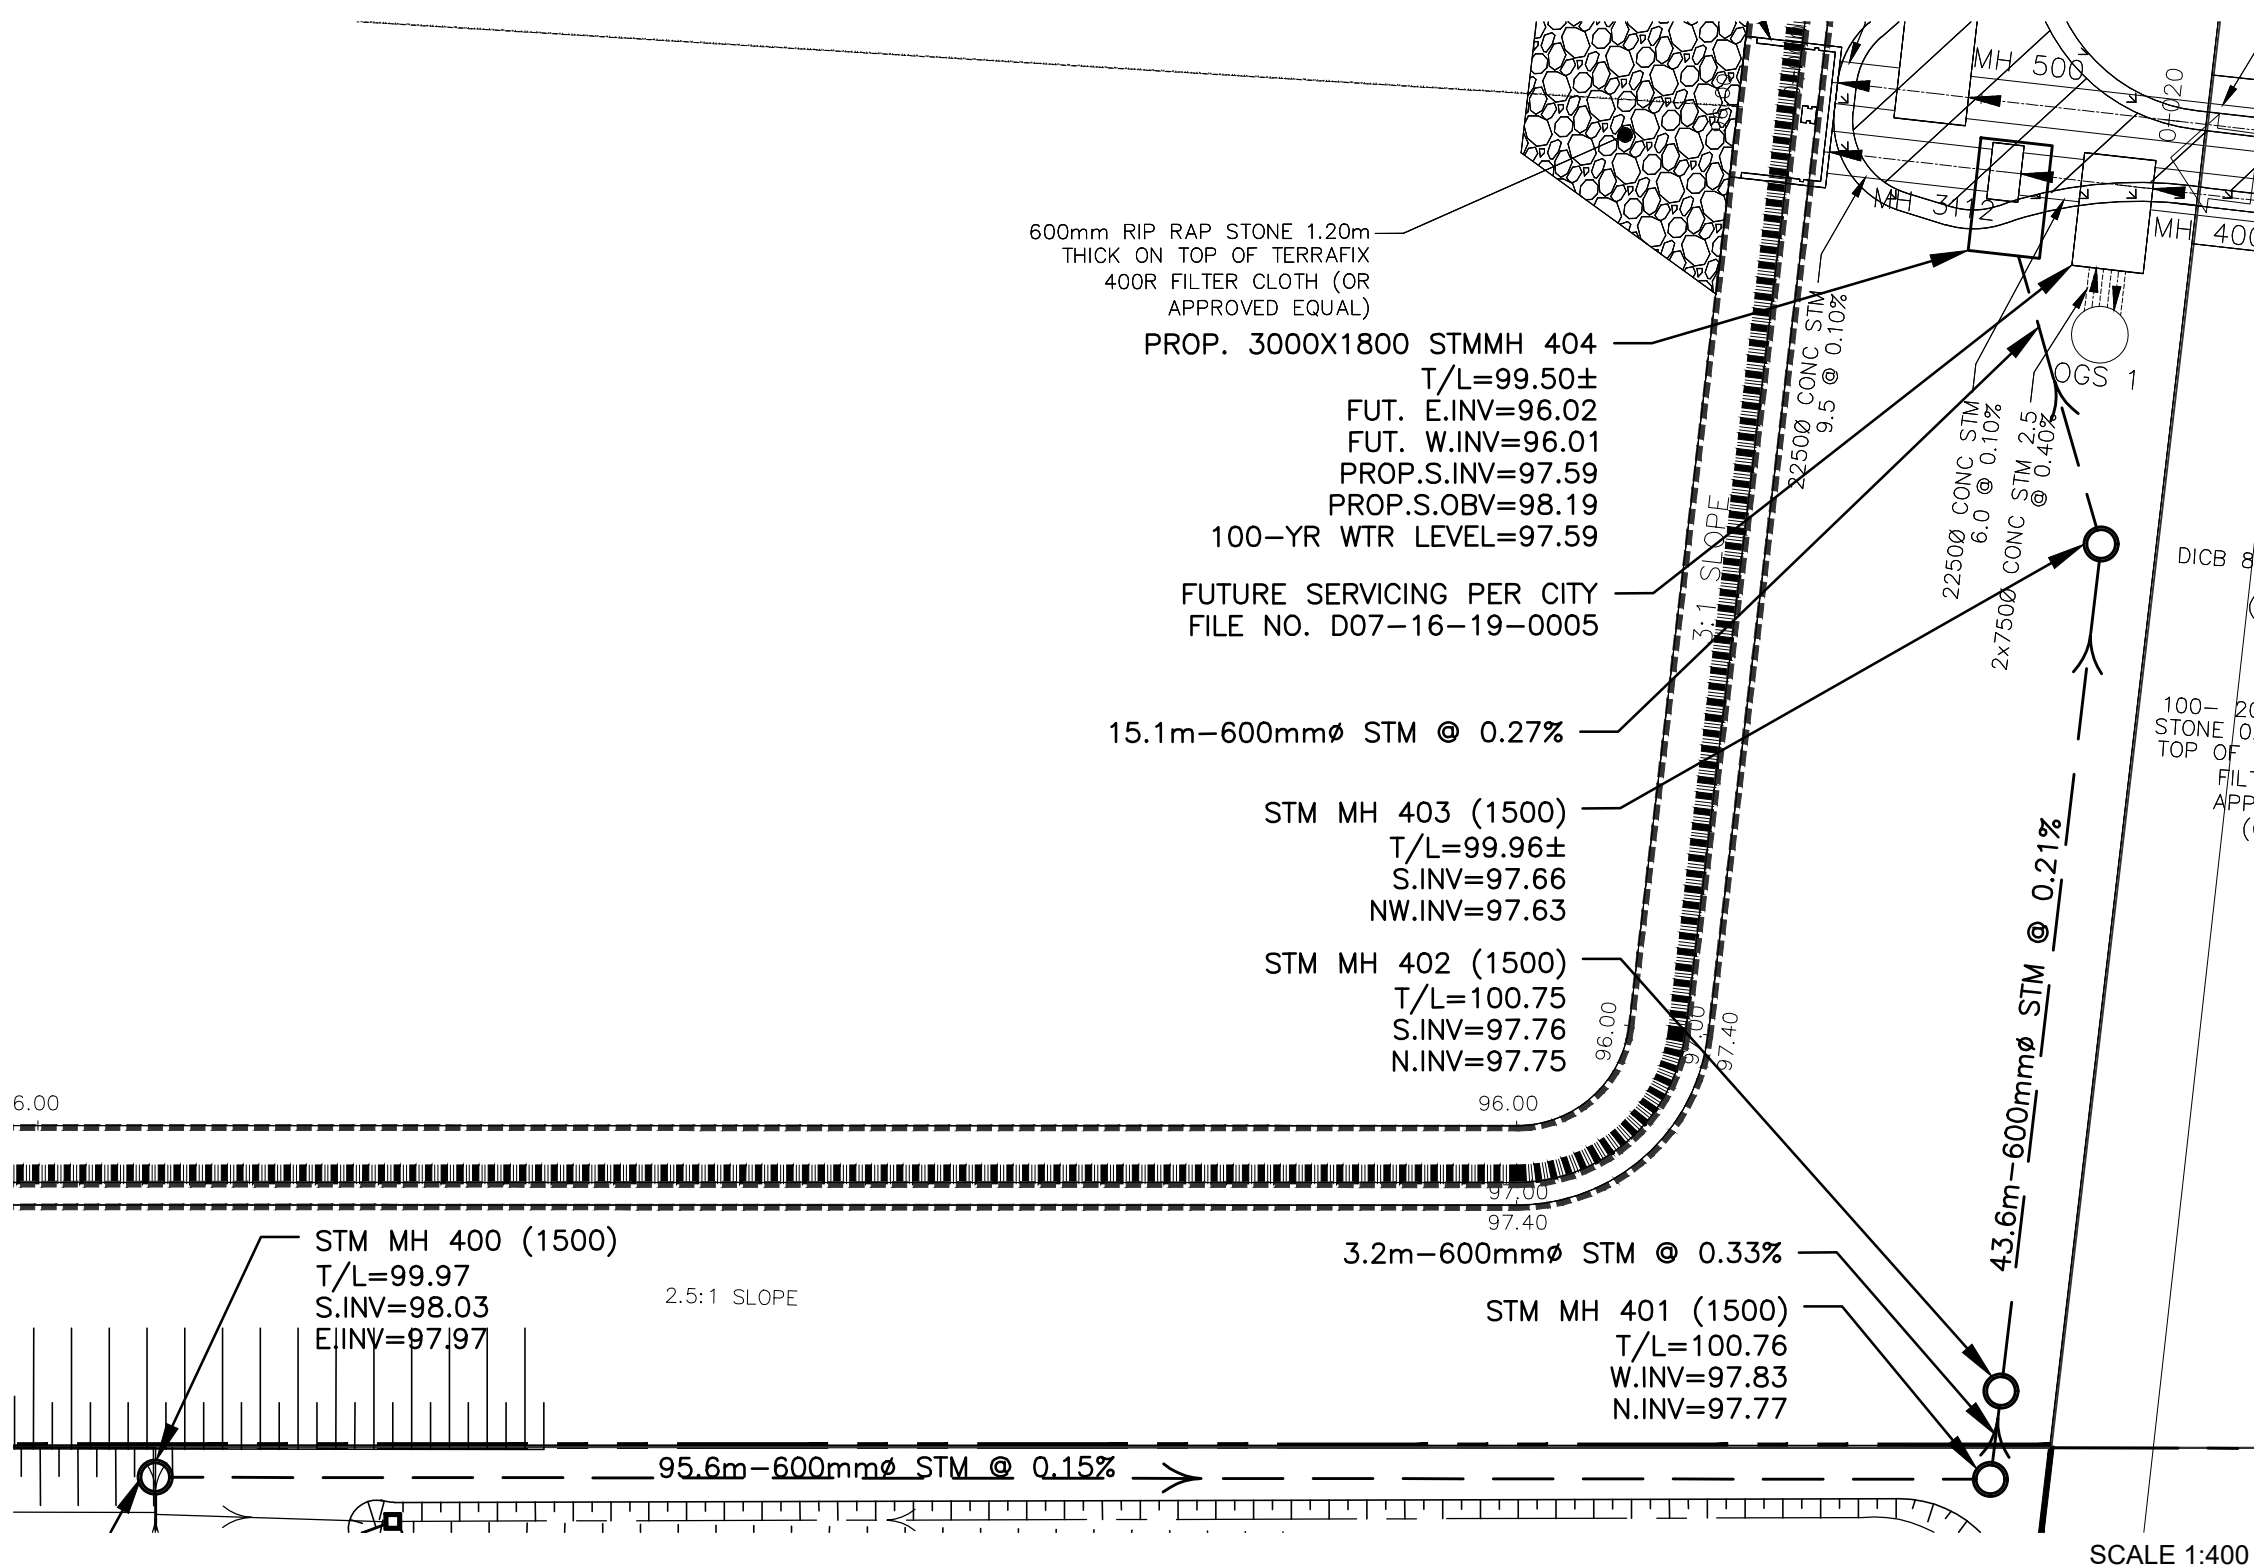 MH 500
0-020
MH 3112
MH 400
600mm RIP RAP STONE 1.20m
THICK ON TOP OF TERRAFIX
400R FILTER CLOTH (OR
APPROVED EQUAL)
PROP. 3000X1800 STMMH 404
T/L=99.50±
FUT. E.INV=96.02
FUT. W.INV=96.01
PROP.S.INV=97.59
PROP.S.OBV=98.19
100-YR WTR LEVEL=97.59
2250Ø CONC STM
9.5 @ 0.10%
OGS 1
2250Ø CONC STM
6.0 @ 0.10%
2x750Ø CONC STM 2.5
@ 0.40%
3:1 SLOPE
FUTURE SERVICING PER CITY
FILE NO. D07-16-19-0005
DICB 8
15.1m-600mmø STM @ 0.27%
100- 20
STONE 0.
TOP OF
FILT
APP
STM MH 403 (1500)
T/L=99.96±
S.INV=97.66
NW.INV=97.63
43.6m-600mmø STM @ 0.21%
STM MH 402 (1500)
T/L=100.75
S.INV=97.76
N.INV=97.75
96.00
97.40
6.00
96.00
97.00
97.40
STM MH 400 (1500)
T/L=99.97
S.INV=98.03
E.INV=97.97
2.5:1 SLOPE
3.2m-600mmø STM @ 0.33%
STM MH 401 (1500)
T/L=100.76
W.INV=97.83
N.INV=97.77
95.6m-600mmø STM @ 0.15%
SCALE 1:400